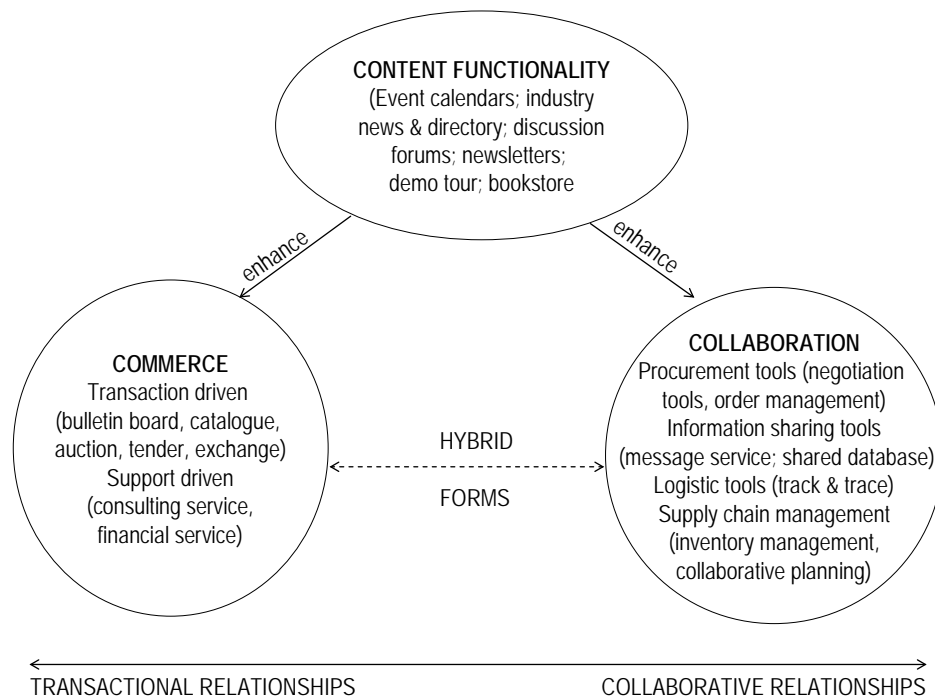 CONTENT FUNCTIONALITY
(Event calendars; industry
news & directory; discussion
forums; newsletters;
demo tour; bookstore
enhance
enhance
COMMERCE
Transaction driven
(bulletin board, catalogue,
auction, tender, exchange)
Support driven
(consulting service,
financial service)
HYBRID
FORMS
COLLABORATION
Procurement tools (negotiation
tools, order management)
Information sharing tools
(message service; shared database)
Logistic tools (track & trace)
Supply chain management
(inventory management,
collaborative planning)
TRANSACTIONAL RELATIONSHIPS
COLLABORATIVE RELATIONSHIPS